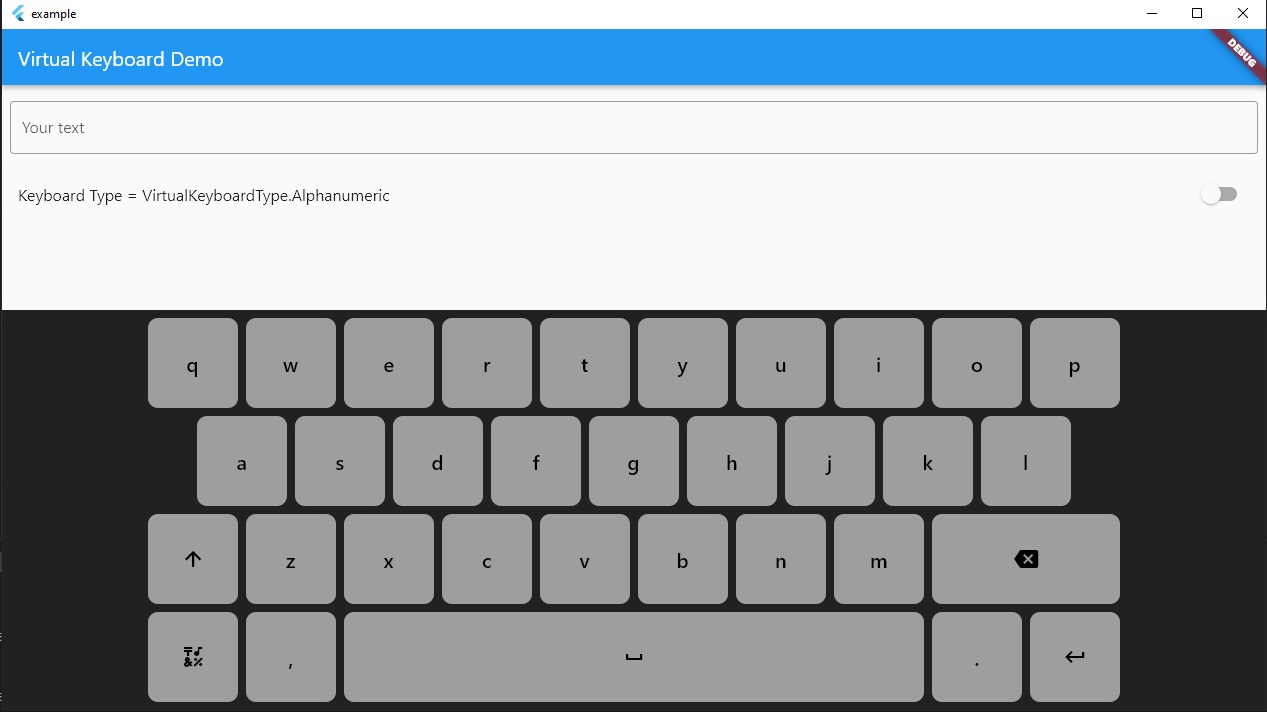 example
Virtual Keyboard Demo
DEBUG
Your text
Keyboard Type = VirtualKeyboardType.Alphanumeric
q w e r t y u i o p
a s d f g h j k l
z x c v b n m
, .